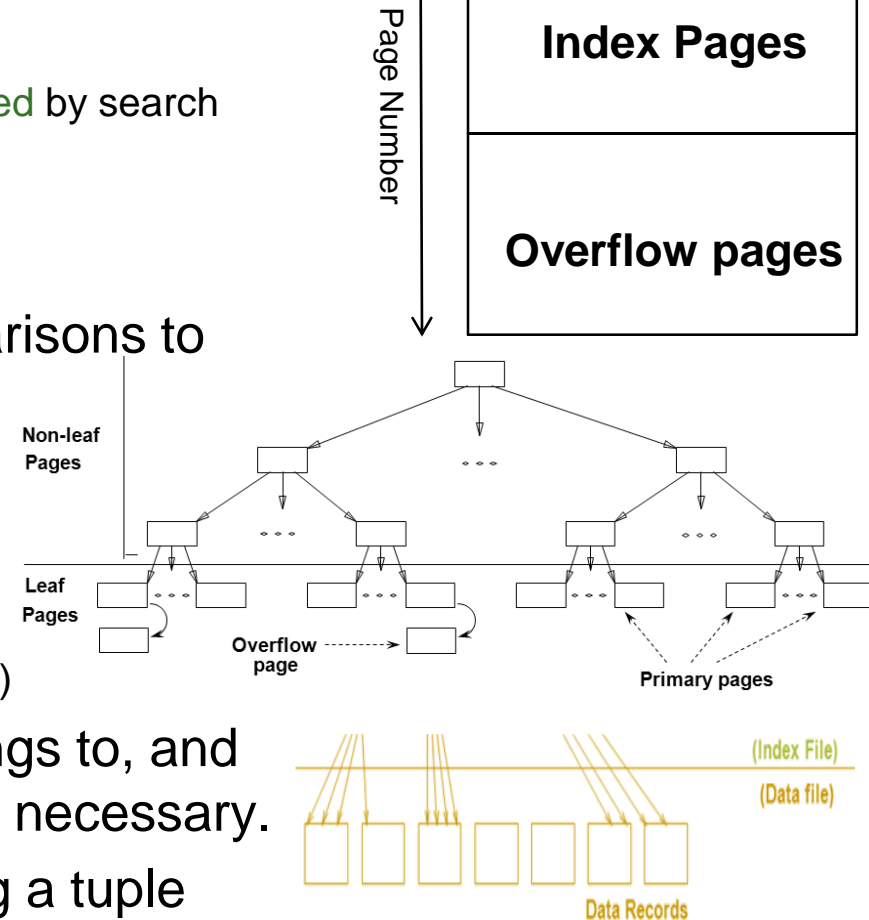 Page Number
Index Pages
ed by search
Overflow pages
arisons to
Non-leaf
Pages
Leaf
Pages
Overflow
page
Primary pages
)
ngs to, and
necessary.
g a tuple
(Index File)
(Data file)
Data Records